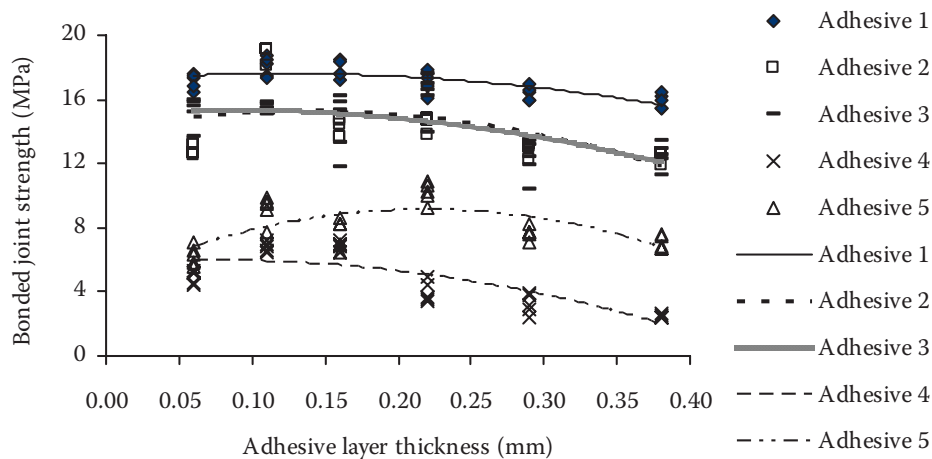 Bonded joint strength (MPa)
20
16
12
8
4
0
0.00 0.05 0.10 0.15 0.20 0.25 0.30 0.35 0.40
Adhesive layer thickness (mm)
Adhesive 1
Adhesive 2
Adhesive 3
Adhesive 4
Adhesive 5
Adhesive 1
Adhesive 2
Adhesive 3
Adhesive 4
Adhesive 5